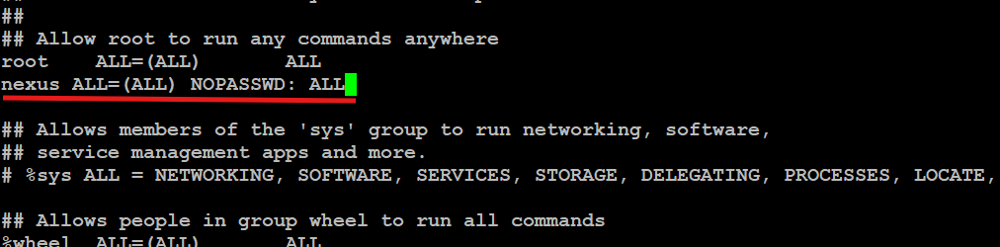 ##
## Allow root to run any commands anywhere
root    ALL=(ALL)       ALL
nexus ALL=(ALL) NOPASSWD: ALL
## Allows members of the 'sys' group to run networking, software,
## service management apps and more.
# %sys ALL = NETWORKING, SOFTWARE, SERVICES, STORAGE, DELEGATING, PROCESSES, LOCATE,
## Allows people in group wheel to run all commands
%wheel  ALL=(ALL)       ALL